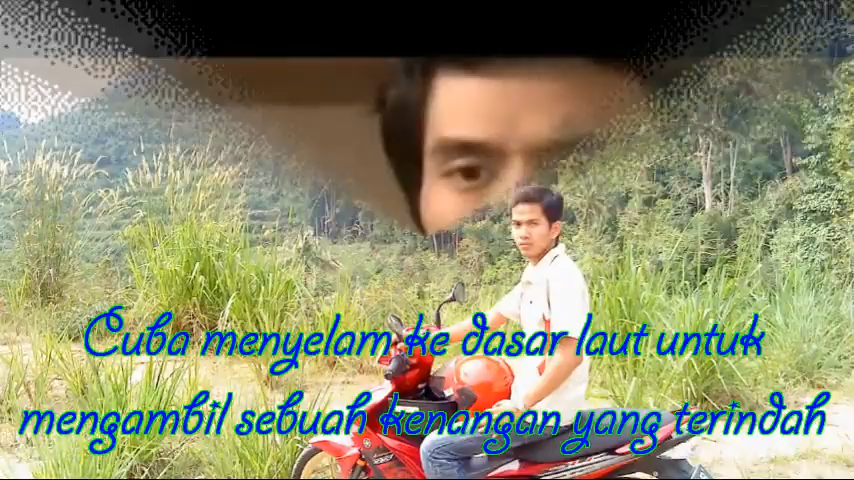 Cuba menyelam ke dasar laut untuk
mengambil sebuah kenangan yang terindah